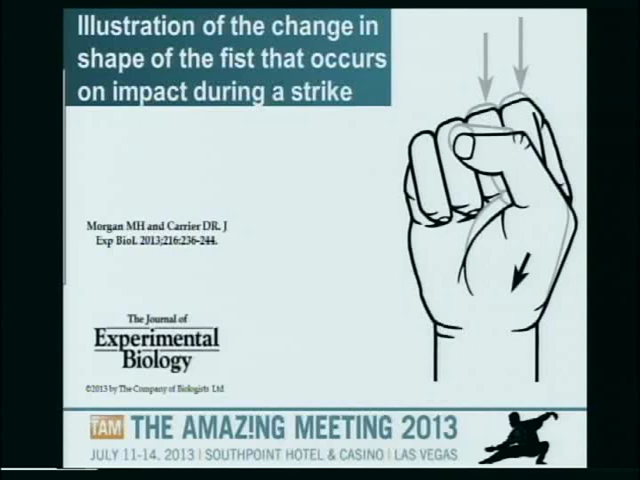 Illustration of the change in
shape of the fist that occurs
on impact during a strike
Morgan MH and Carrier DR. J
Exp Biol. 2013;216:236-244.
The Journal of
Experimental
Biology
©2013 by The Company of Biologists Ltd
TAM THE AMAZ!NG MEETING 2013
JULY 11-14, 2013 | SOUTHPOINT HOTEL & CASINO | LAS VEGAS